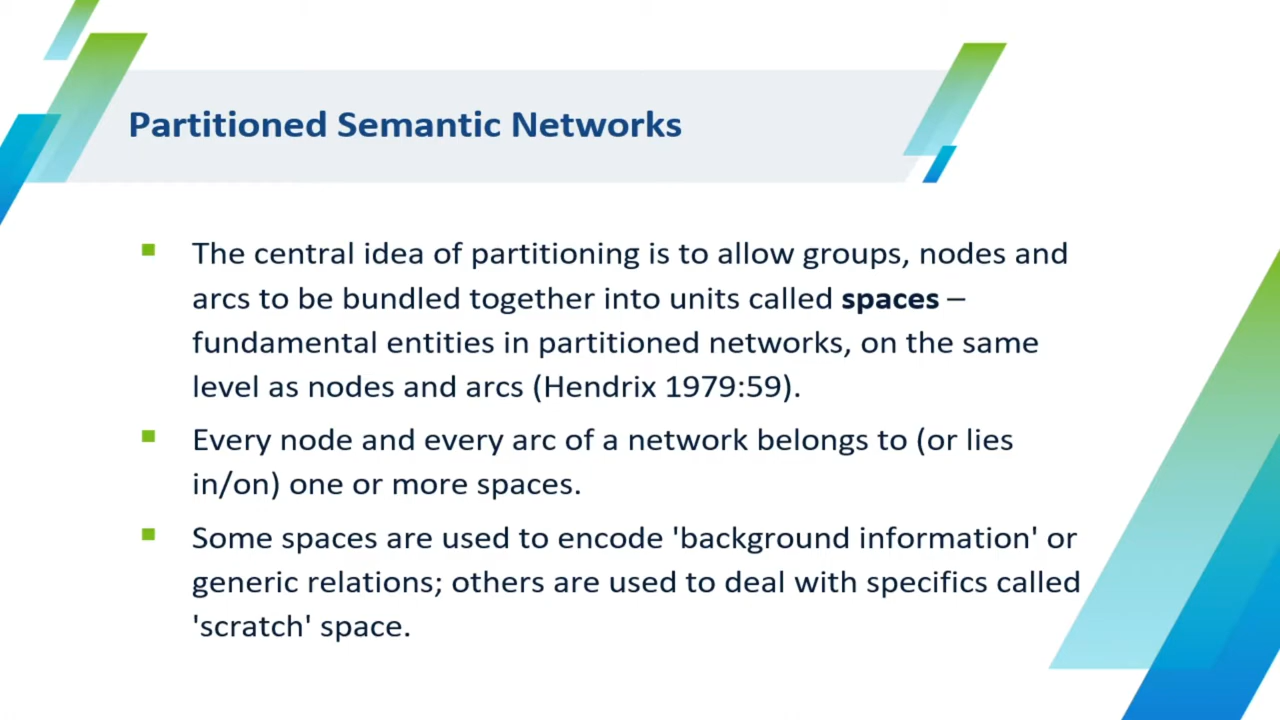 Partitioned Semantic Networks
The central idea of partitioning is to allow groups, nodes and
arcs to be bundled together into units called spaces –
fundamental entities in partitioned networks, on the same
level as nodes and arcs (Hendrix 1979:59).
Every node and every arc of a network belongs to (or lies
in/on) one or more spaces.
Some spaces are used to encode 'background information' or
generic relations; others are used to deal with specifics called
'scratch' space.